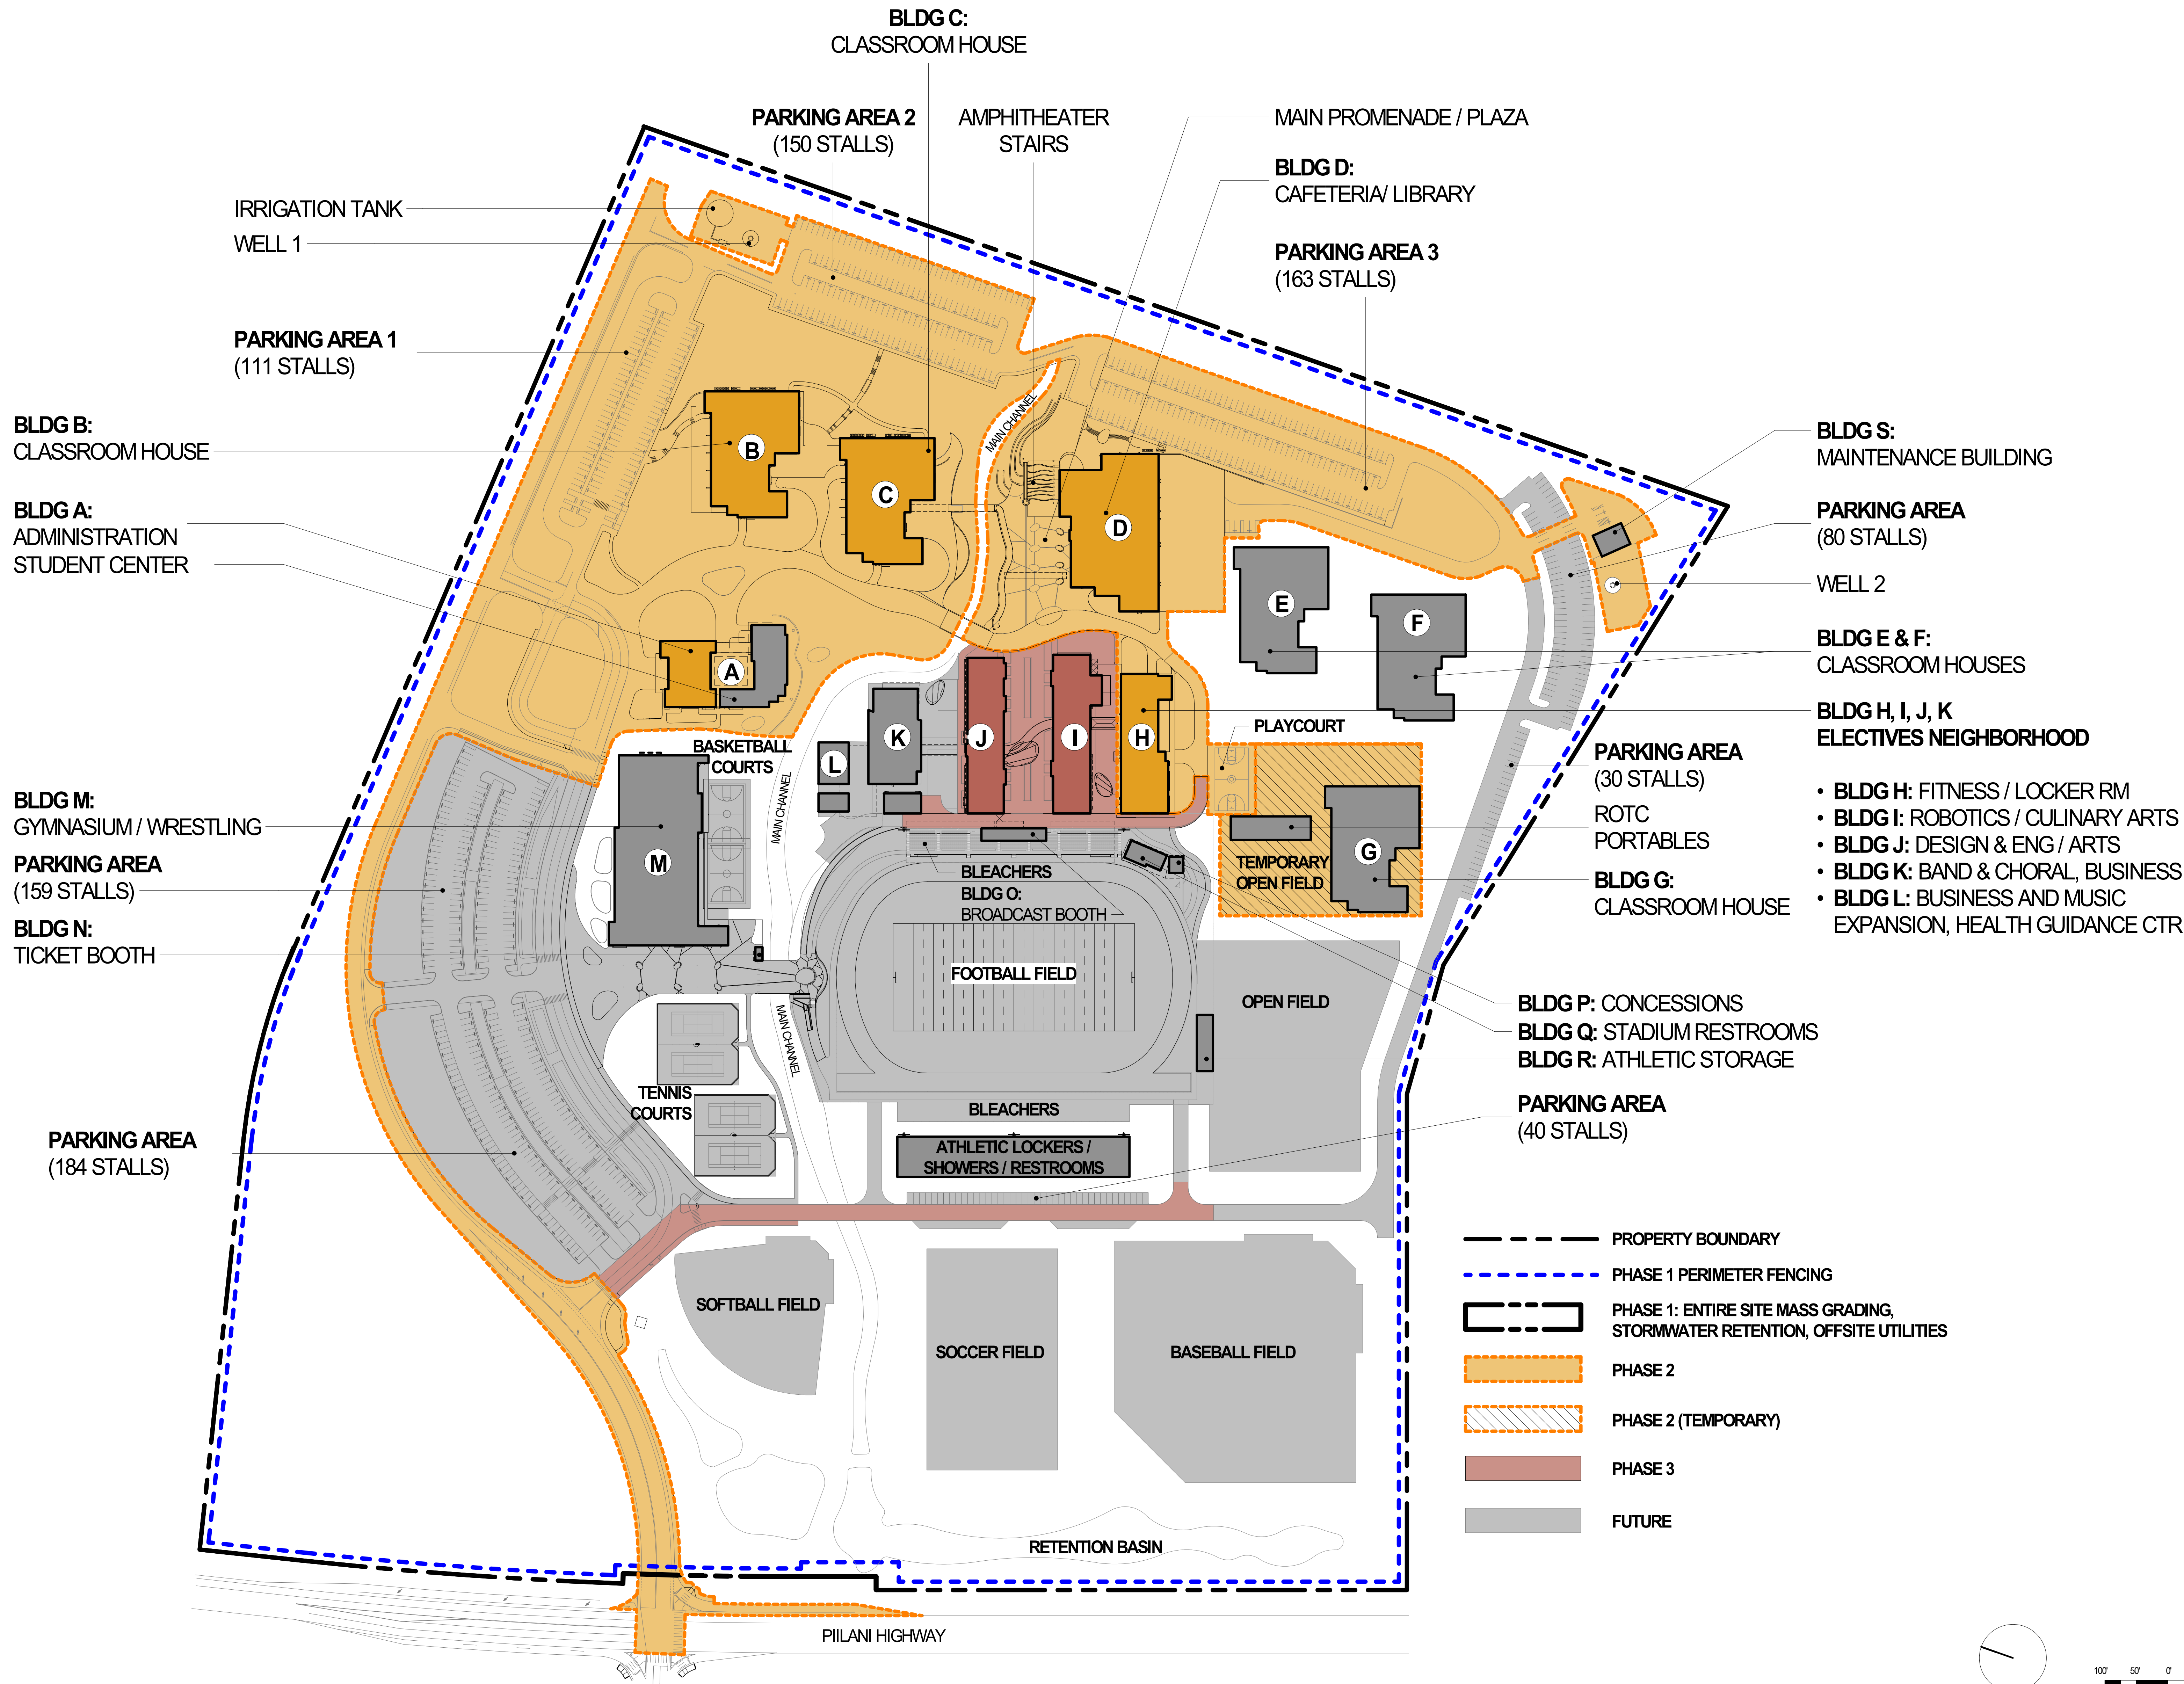 BLDG C:
CLASSROOM HOUSE
PARKING AREA 2
(150 STALLS)
AMPHITHEATER
STAIRS
MAIN PROMENADE / PLAZA
BLDG D:
CAFETERIA/ LIBRARY
PARKING AREA 3
(163 STALLS)
IRRIGATION TANK
WELL 1
PARKING AREA 1
(111 STALLS)
BLDG B:
CLASSROOM HOUSE
BLDG A:
ADMINISTRATION
STUDENT CENTER
BLDG M:
GYMNASIUM / WRESTLING
PARKING AREA
(159 STALLS)
BLDG N:
TICKET BOOTH
PARKING AREA
(184 STALLS)
MAIN CHANNEL
B
C
D
A
E
F
K
J
I
H
L
M
G
BASKETBALL
COURTS
MAIN CHANNEL
PLAYCOURT
TEMPORARY
OPEN FIELD
BLEACHERS
BLDG O:
BROADCAST BOOTH
FOOTBALL FIELD
OPEN FIELD
MAIN CHANNEL
TENNIS
COURTS
BLEACHERS
ATHLETIC LOCKERS /
SHOWERS / RESTROOMS
SOFTBALL FIELD
SOCCER FIELD
BASEBALL FIELD
RETENTION BASIN
PIILANI HIGHWAY
BLDG S:
MAINTENANCE BUILDING
PARKING AREA
(80 STALLS)
WELL 2
BLDG E & F:
CLASSROOM HOUSES
BLDG H, I, J, K
ELECTIVES NEIGHBORHOOD
• BLDG H: FITNESS / LOCKER RM
• BLDG I: ROBOTICS / CULINARY ARTS
• BLDG J: DESIGN & ENG / ARTS
• BLDG K: BAND & CHORAL, BUSINESS
• BLDG L: BUSINESS AND MUSIC
EXPANSION, HEALTH GUIDANCE CTR
PARKING AREA
(30 STALLS)
ROTC
PORTABLES
BLDG G:
CLASSROOM HOUSE
BLDG P: CONCESSIONS
BLDG Q: STADIUM RESTROOMS
BLDG R: ATHLETIC STORAGE
PARKING AREA
(40 STALLS)
PROPERTY BOUNDARY
PHASE 1 PERIMETER FENCING
PHASE 1: ENTIRE SITE MASS GRADING,
STORMWATER RETENTION, OFFSITE UTILITIES
PHASE 2
PHASE 2 (TEMPORARY)
PHASE 3
FUTURE
100' 50' 0'